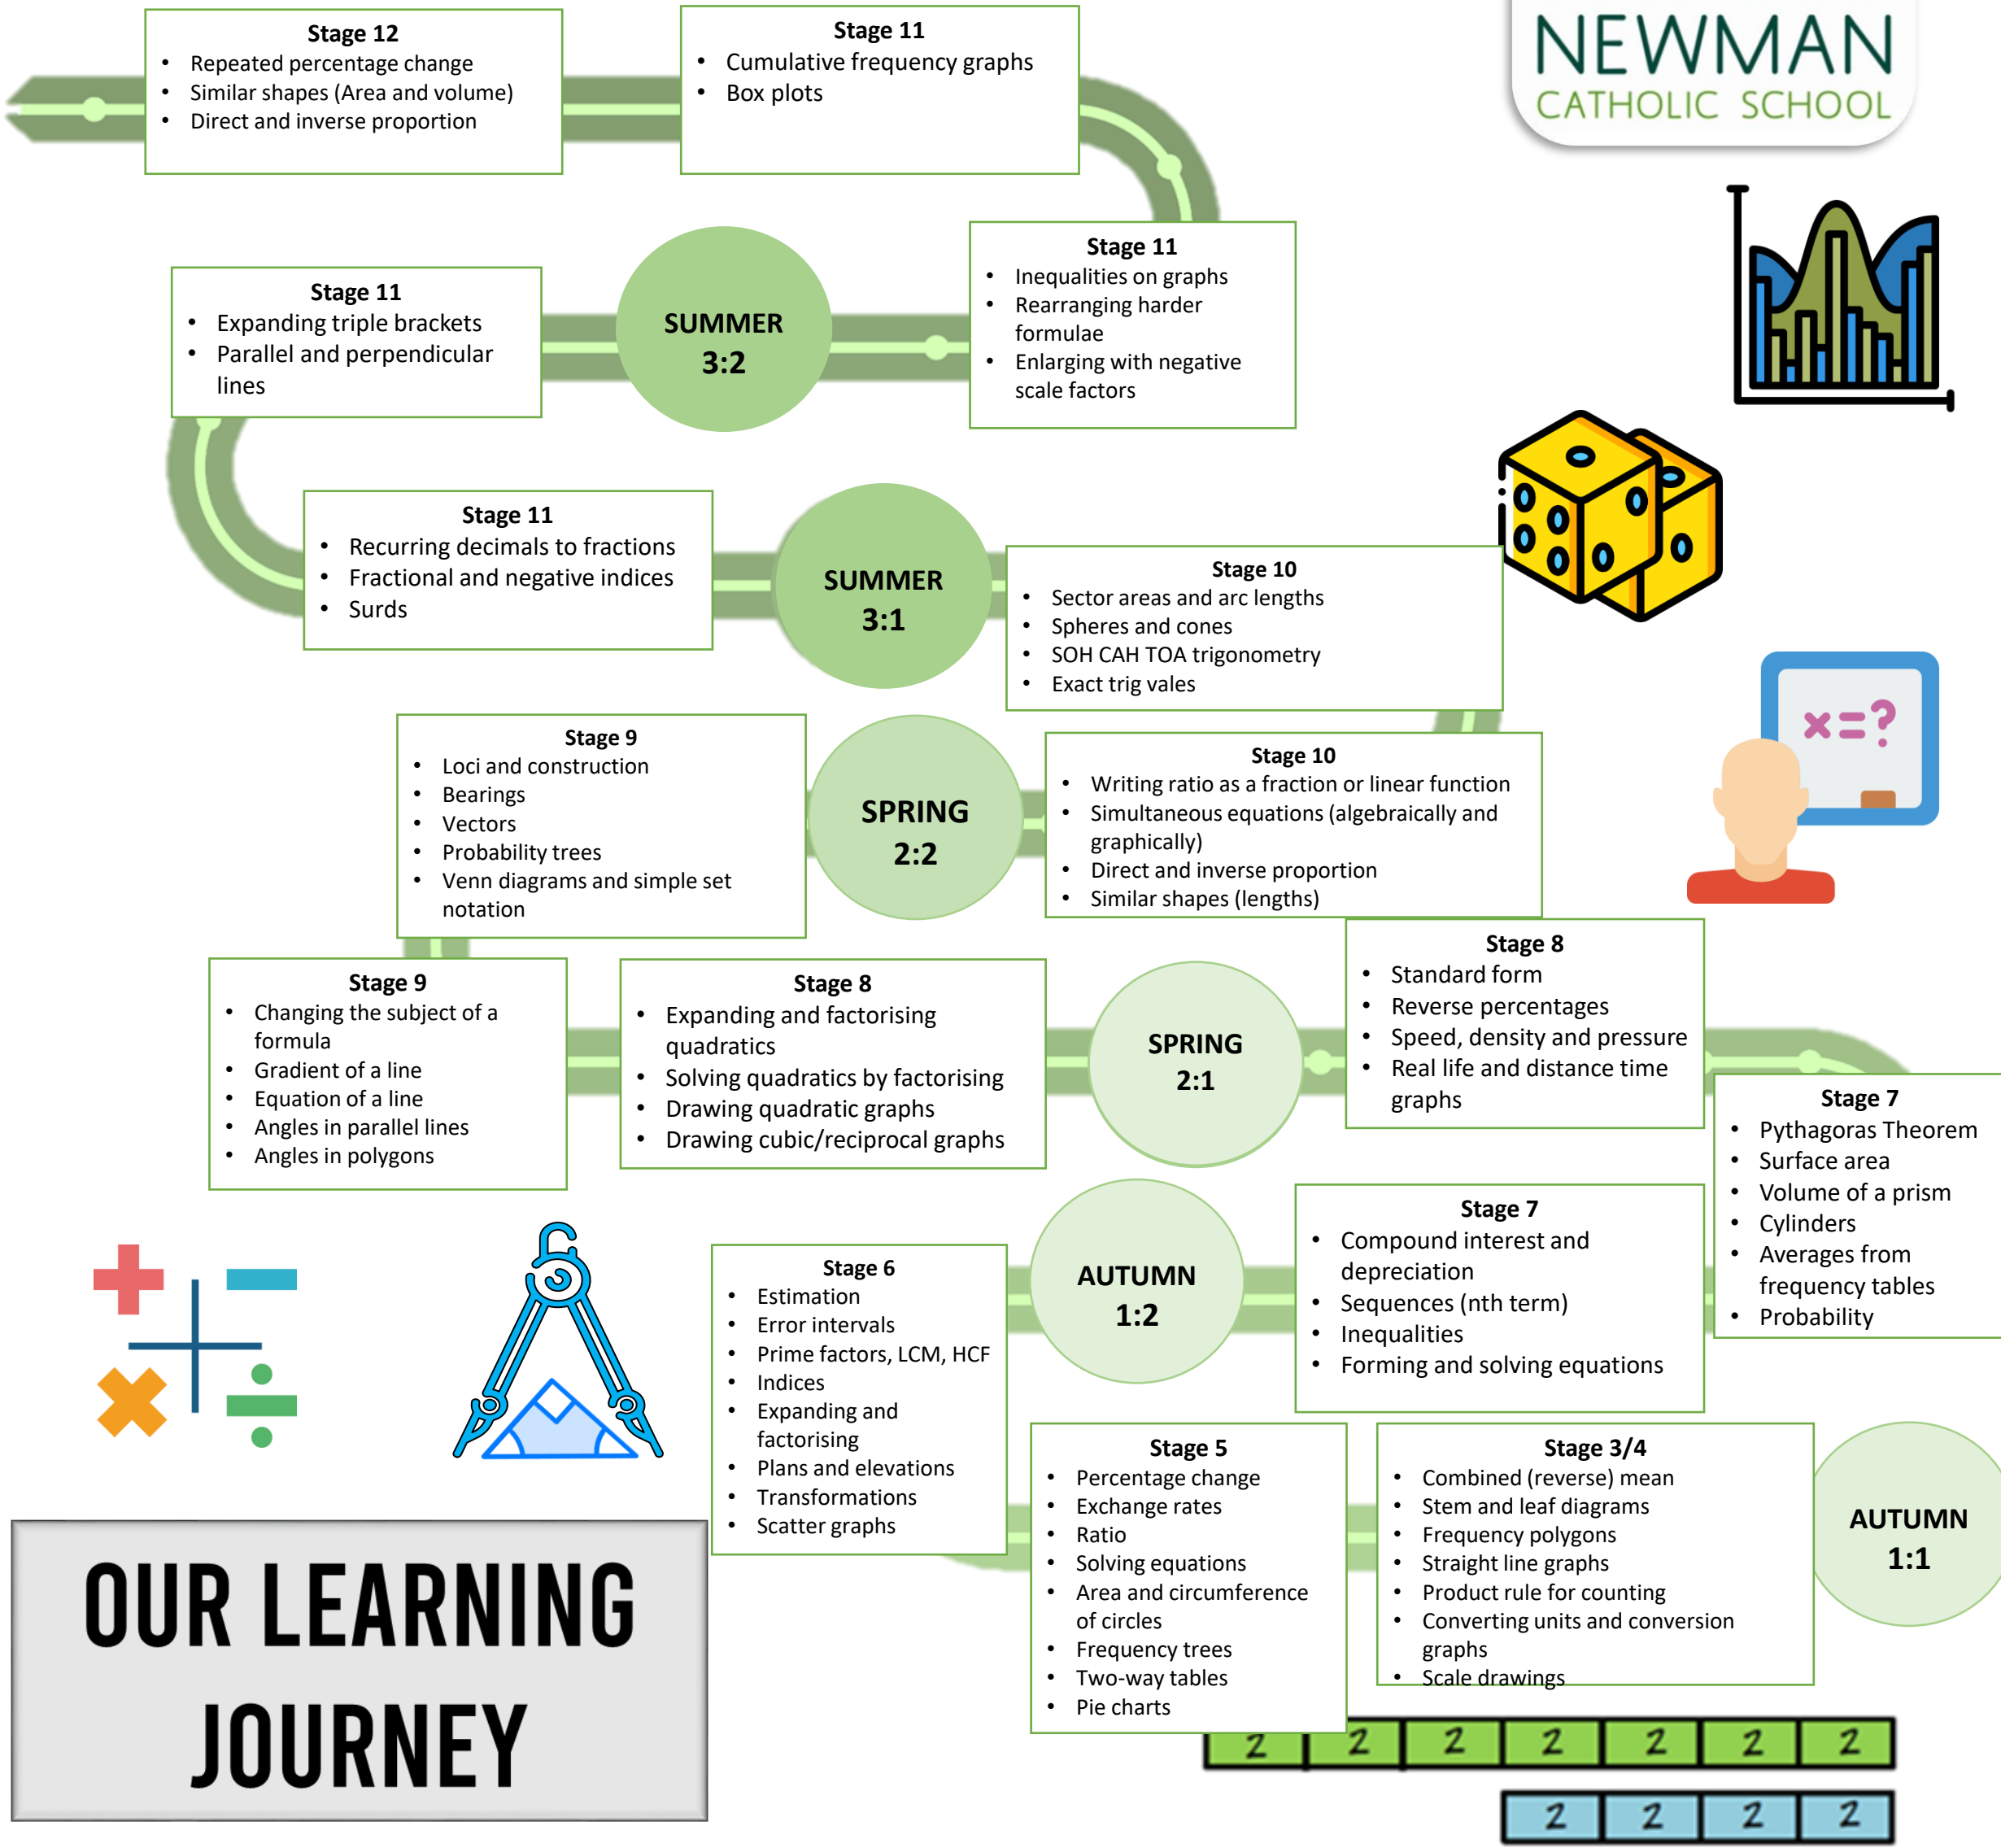 NEWMAN
CATHOLIC SCHOOL
Stage 12
• Repeated percentage change
• Similar shapes (Area and volume)
• Direct and inverse proportion
Stage 11
• Cumulative frequency graphs
• Box plots
Stage 11
• Expanding triple brackets
• Parallel and perpendicular
lines
SUMMER
3:2
Stage 11
• Inequalities on graphs
• Rearranging harder
formulae
• Enlarging with negative
scale factors
Stage 11
• Recurring decimals to fractions
• Fractional and negative indices
• Surds
SUMMER
3:1
Stage 10
• Sector areas and arc lengths
• Spheres and cones
• SOH CAH TOA trigonometry
• Exact trig vales
x=?
Stage 9
• Loci and construction
• Bearings
• Vectors
• Probability trees
• Venn diagrams and simple set
notation
SPRING
2:2
Stage 10
• Writing ratio as a fraction or linear function
• Simultaneous equations (algebraically and
graphically)
• Direct and inverse proportion
• Similar shapes (lengths)
Stage 9
• Changing the subject of a
formula
• Gradient of a line
• Equation of a line
• Angles in parallel lines
• Angles in polygons
Stage 8
• Expanding and factorising
quadratics
• Solving quadratics by factorising
• Drawing quadratic graphs
• Drawing cubic/reciprocal graphs
SPRING
2:1
Stage 8
• Standard form
• Reverse percentages
• Speed, density and pressure
• Real life and distance time
graphs
Stage 7
• Pythagoras Theorem
• Surface area
• Volume of a prism
• Cylinders
• Averages from
frequency tables
• Probability
Stage 6
• Estimation
• Error intervals
• Prime factors, LCM, HCF
• Indices
• Expanding and
factorising
• Plans and elevations
• Transformations
• Scatter graphs
AUTUMN
1:2
Stage 7
• Compound interest and
depreciation
• Sequences (nth term)
• Inequalities
• Forming and solving equations
Stage 5
• Percentage change
• Exchange rates
• Ratio
• Solving equations
• Area and circumference
of circles
• Frequency trees
• Two-way tables
• Pie charts
Stage 3/4
• Combined (reverse) mean
• Stem and leaf diagrams
• Frequency polygons
• Straight line graphs
• Product rule for counting
• Converting units and conversion
graphs
• Scale drawings
AUTUMN
1:1
OUR LEARNING
JOURNEY
2 2 2 2 2 2 2
2 2 2 2